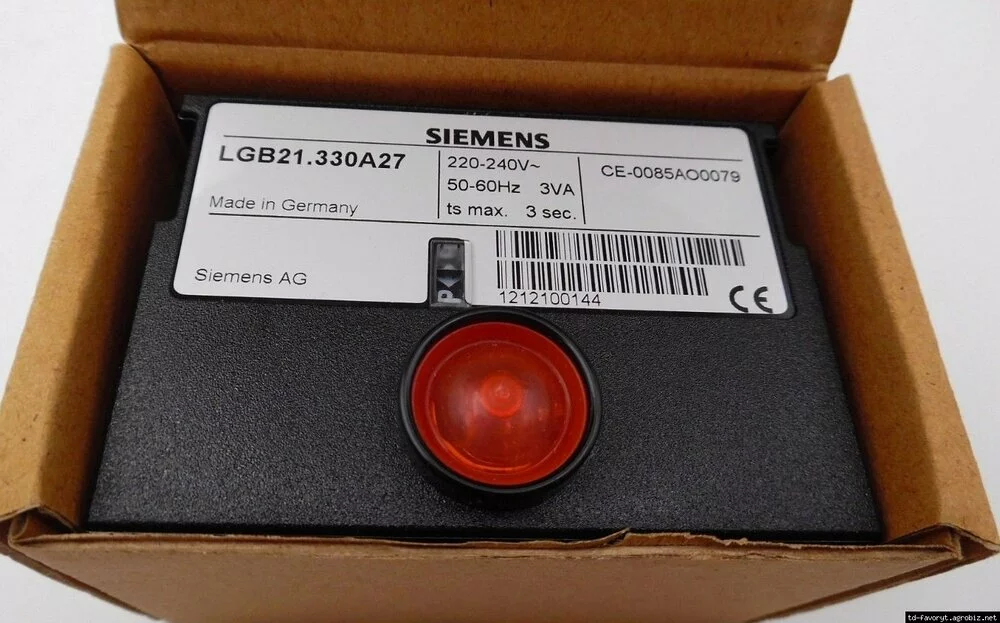 SIEMENS
LGB21.330A27
220-240V~
50-60Hz 3VA
ts max. 3 sec.
CE-0085AO0079
Made in Germany
Siemens AG
P
1212100144
CE
td-favoryt.agrobiz.net